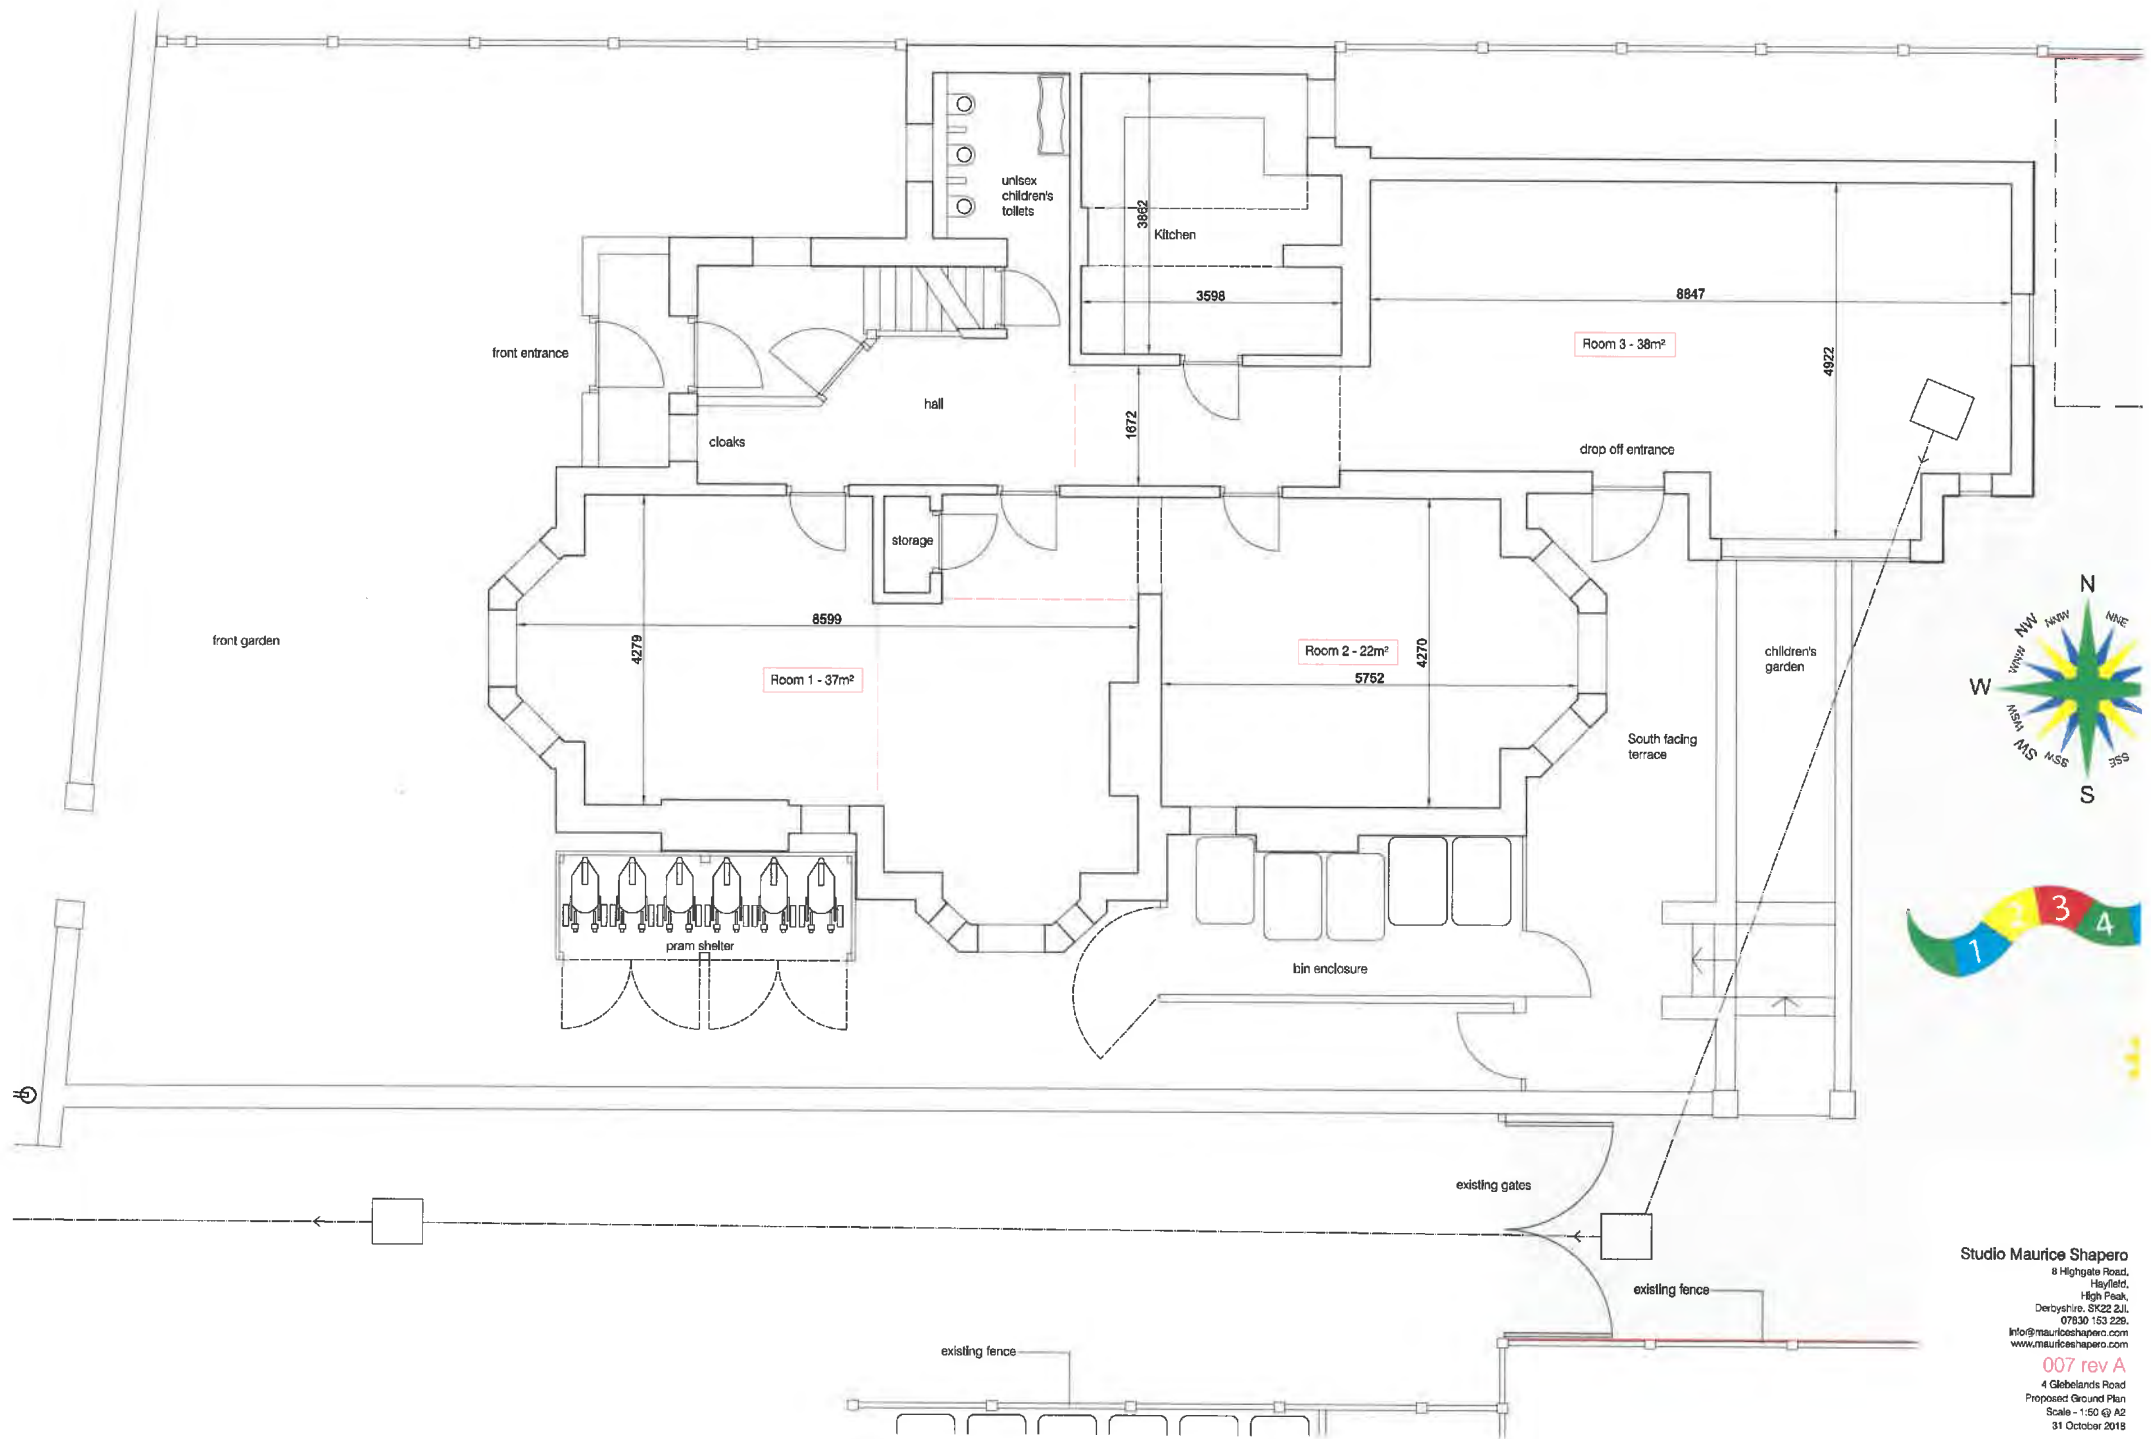 unisex
children's
toilets
3862
Kitchen
3598
8847
front entrance
Room 3 - 38m²
4922
hall
1672
cloaks
drop off entrance
storage
8599
4279
front garden
Room 1 - 37m²
Room 2 - 22m²
4270
5752
children's
garden
South facing
terrace
N
NNW
NNE
NW
WNW
W
WSW
SW
SSW
SSE
S
1
2
3
4
pram shelter
bin enclosure
existing gates
existing fence
existing fence
Studio Maurice Shapero
8 Highgate Road,
Hayfield,
High Peak,
Derbyshire. SK22 2JL
07830 153 229.
info@mauriceshapero.com
www.mauriceshapero.com
007 rev A
4 Glebelands Road
Proposed Ground Plan
Scale - 1:50 @ A2
31 October 2018